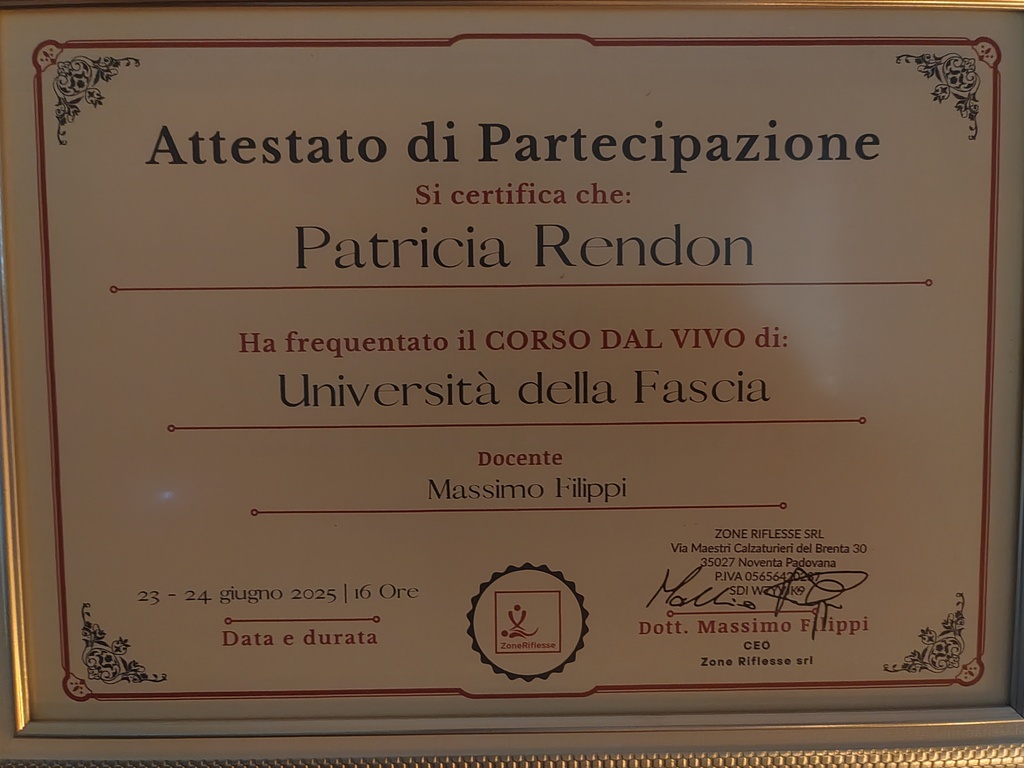 Attestato di Partecipazione
Si certifica che:
Patricia Rendon
Ha frequentato il CORSO DAL VIVO di:
Università della Fascia
Docente
Massimo Filippi
ZONE RIFLESSE SRL
Via Maestri Calzaturieri del Brenta 30
35027 Noventa Padovana
P.IVA
SDI
23 - 24 giugno 2025 | 16 Ore
Data e durata
ZoneRiflesse
Dott. Massimo Filippi
CEO
Zone Riflesse srl